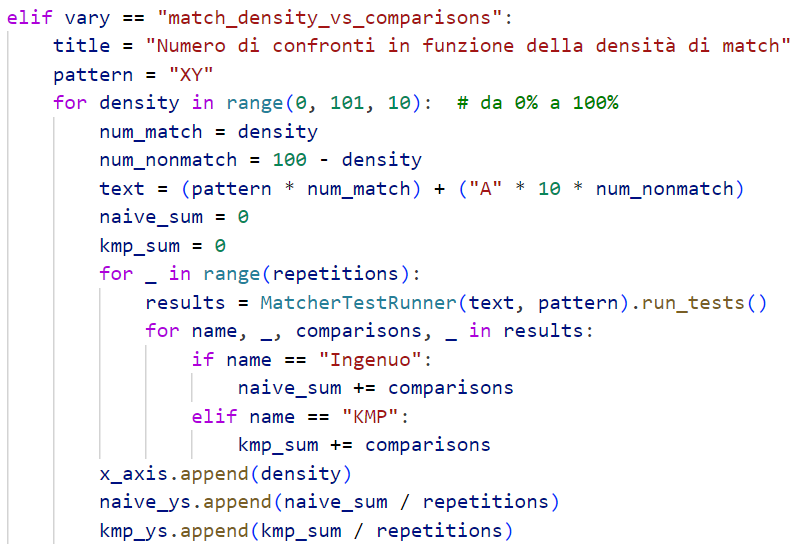 elif vary == "match_density_vs_comparisons":
    title = "Numero di confronti in funzione della densità di match"
    pattern = "XY"
    for density in range(0, 101, 10):  # da 0% a 100%
        num_match = density
        num_nonmatch = 100 - density
        text = (pattern * num_match) + ("A" * 10 * num_nonmatch)
        naive_sum = 0
        kmp_sum = 0
        for _ in range(repetitions):
            results = MatcherTestRunner(text, pattern).run_tests()
            for name, _, comparisons, _ in results:
                if name == "Ingenuo":
                    naive_sum += comparisons
                elif name == "KMP":
                    kmp_sum += comparisons
        x_axis.append(density)
        naive_ys.append(naive_sum / repetitions)
        kmp_ys.append(kmp_sum / repetitions)